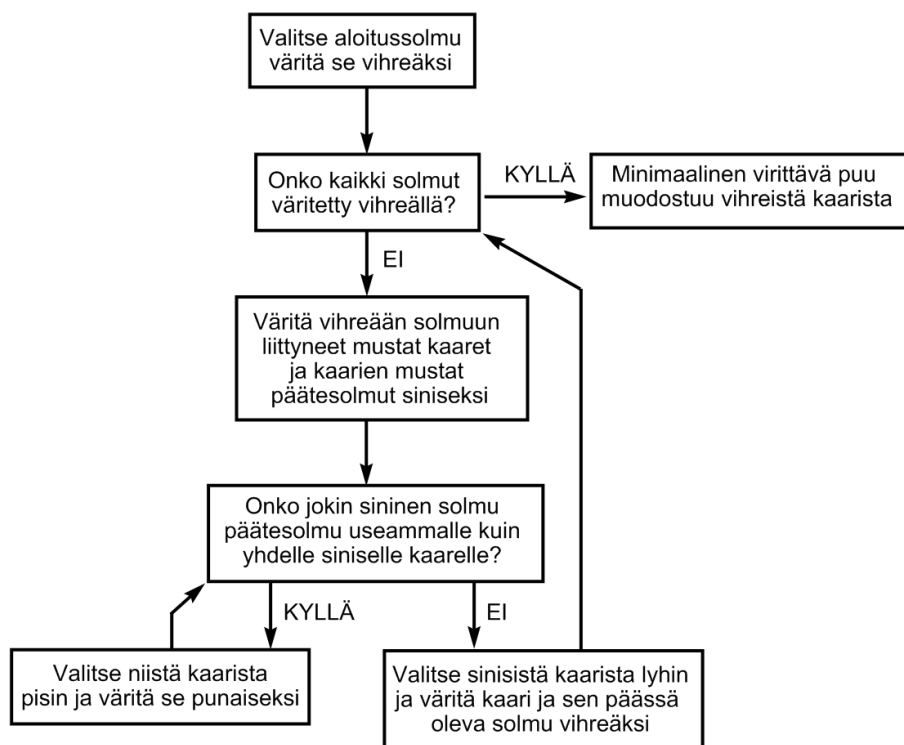 Valitse aloitussolmu
väritä se vihreäksi
Onko kaikki solmut
väritetty vihreällä?
KYLLÄ
Minimaalinen virittävä puu
muodostuu vihreistä kaarista
EI
Väritä vihreään solmuun
liittyneet mustat kaaret
ja kaarien mustat
päätesolmut siniseksi
Onko jokin sininen solmu
päätesolmu useammalle kuin
yhdelle siniselle kaarelle?
KYLLÄ
EI
Valitse niistä kaarista
pisin ja väritä se punaiseksi
Valitse sinisistä kaarista lyhin
ja väritä kaari ja sen päässä
oleva solmu vihreäksi